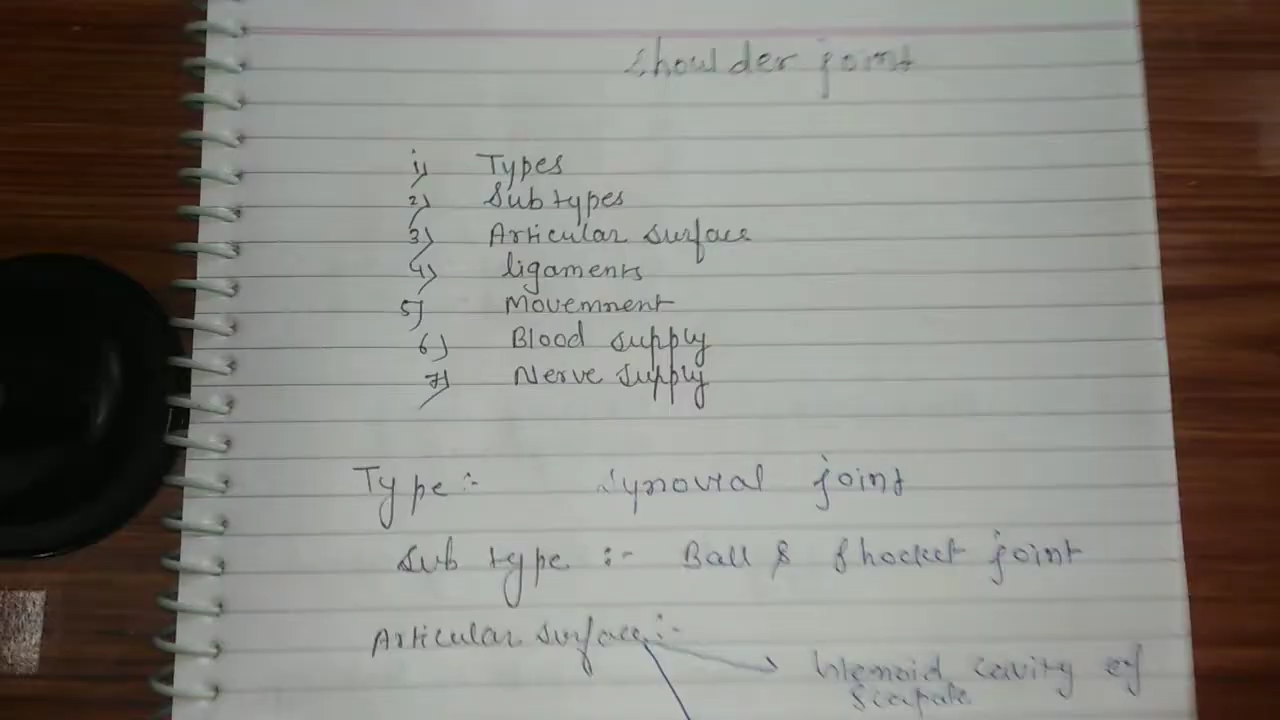 Shoulder joint
1) Types
2) Sub types
3) Articular surface
4) ligaments
5) Movemnent
6) Blood supply
7) Nerve supply
Type :- Synovial joint
Sub type :- Ball & Shocket joint
Articular surface :-
Glenoid cavity of
Scapula